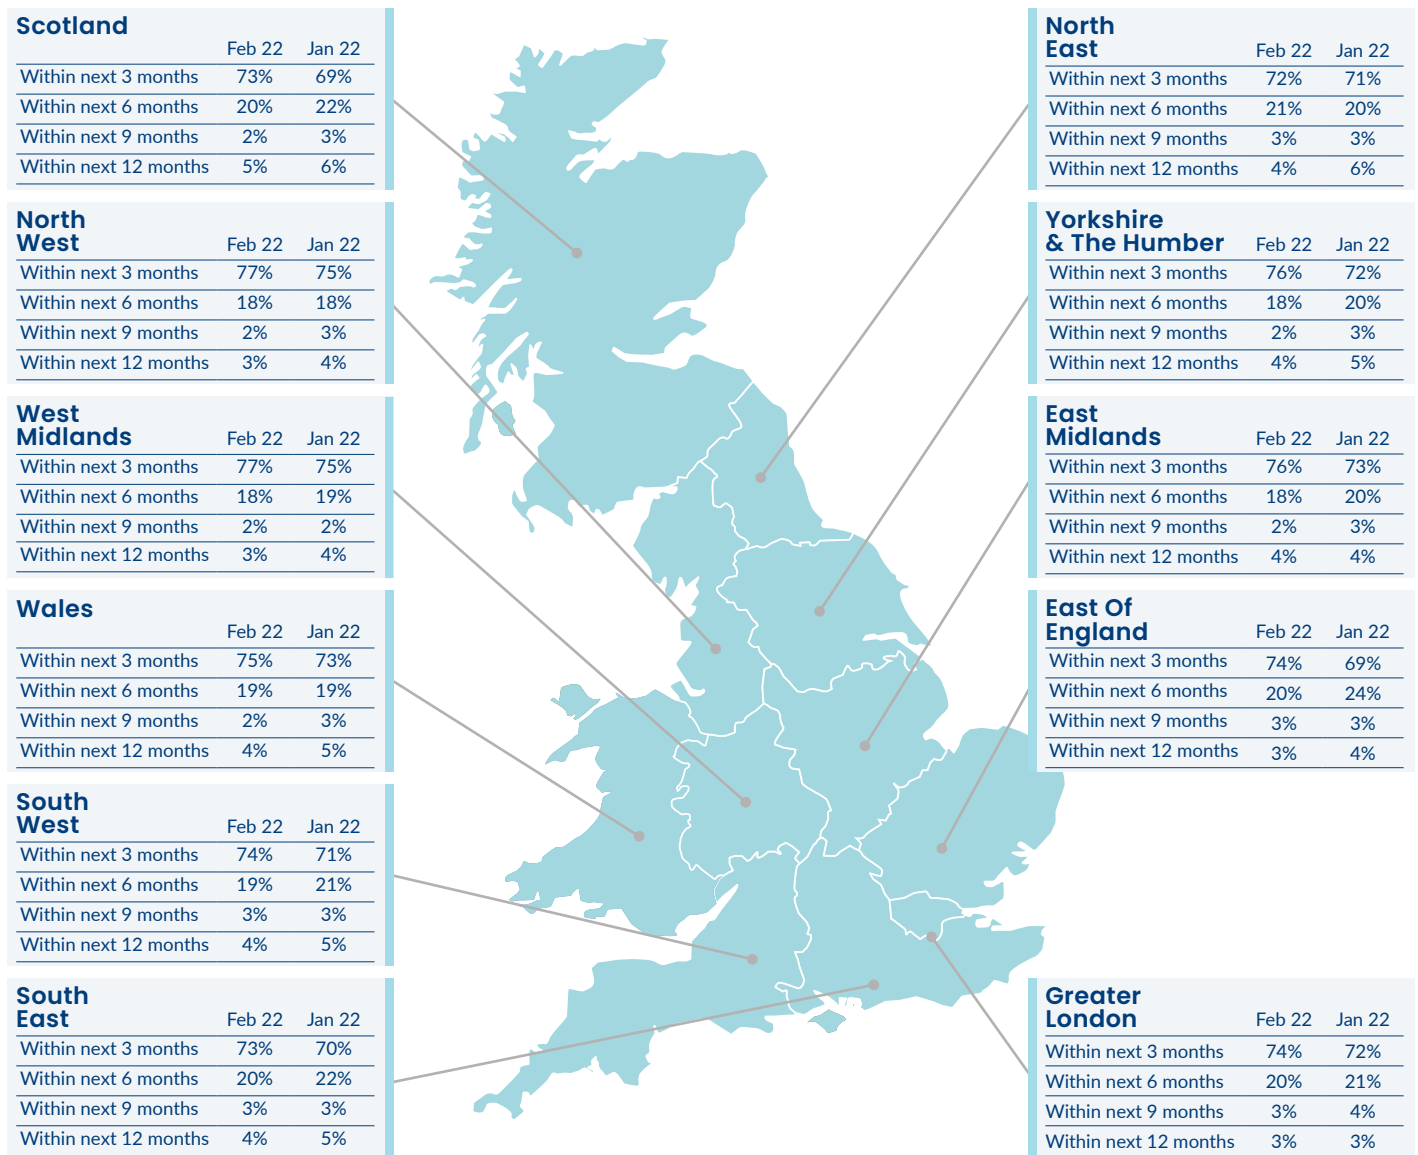 Scotland
Feb 22 Jan 22
Within next 3 months 73% 69%
Within next 6 months 20% 22%
Within next 9 months 2% 3%
Within next 12 months 5% 6%
North
West
Feb 22 Jan 22
Within next 3 months 77% 75%
Within next 6 months 18% 18%
Within next 9 months 2% 3%
Within next 12 months 3% 4%
West
Midlands
Feb 22 Jan 22
Within next 3 months 77% 75%
Within next 6 months 18% 19%
Within next 9 months 2% 2%
Within next 12 months 3% 4%
Wales
Feb 22 Jan 22
Within next 3 months 75% 73%
Within next 6 months 19% 19%
Within next 9 months 2% 3%
Within next 12 months 4% 5%
South
West
Feb 22 Jan 22
Within next 3 months 74% 71%
Within next 6 months 19% 21%
Within next 9 months 3% 3%
Within next 12 months 4% 5%
South
East
Feb 22 Jan 22
Within next 3 months 73% 70%
Within next 6 months 20% 22%
Within next 9 months 3% 3%
Within next 12 months 4% 5%
North
East
Feb 22 Jan 22
Within next 3 months 72% 71%
Within next 6 months 21% 20%
Within next 9 months 3% 3%
Within next 12 months 4% 6%
Yorkshire
& The Humber
Feb 22 Jan 22
Within next 3 months 76% 72%
Within next 6 months 18% 20%
Within next 9 months 2% 3%
Within next 12 months 4% 5%
East
Midlands
Feb 22 Jan 22
Within next 3 months 76% 73%
Within next 6 months 18% 20%
Within next 9 months 2% 3%
Within next 12 months 4% 4%
East Of
England
Feb 22 Jan 22
Within next 3 months 74% 69%
Within next 6 months 20% 24%
Within next 9 months 3% 3%
Within next 12 months 3% 4%
Greater
London
Feb 22 Jan 22
Within next 3 months 74% 72%
Within next 6 months 20% 21%
Within next 9 months 3% 4%
Within next 12 months 3% 3%